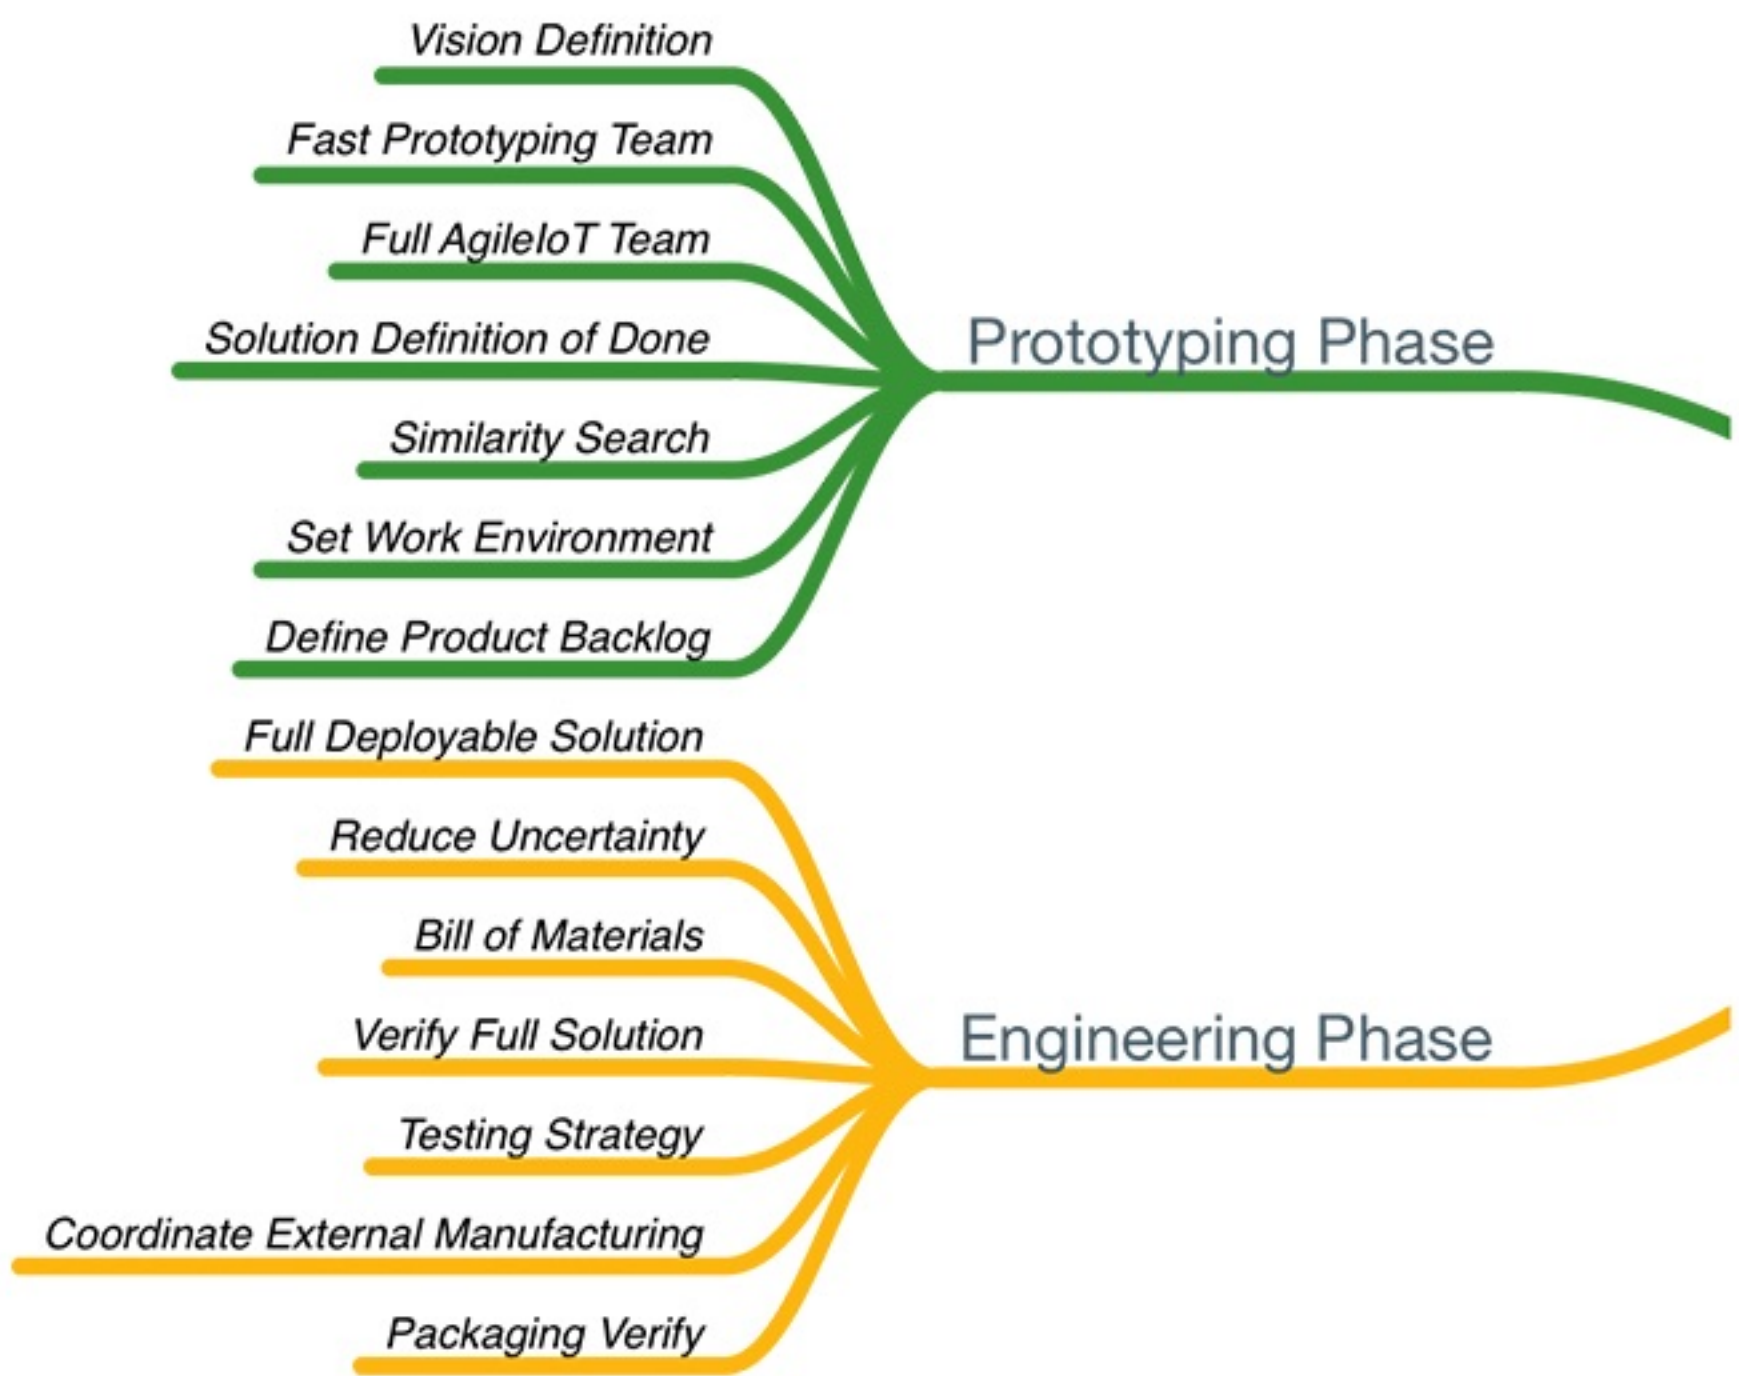 Vision Definition
Fast Prototyping Team
Full AgileIoT Team
Solution Definition of Done
Similarity Search
Set Work Environment
Define Product Backlog
Prototyping Phase
Full Deployable Solution
Reduce Uncertainty
Bill of Materials
Verify Full Solution
Testing Strategy
Coordinate External Manufacturing
Packaging Verify
Engineering Phase